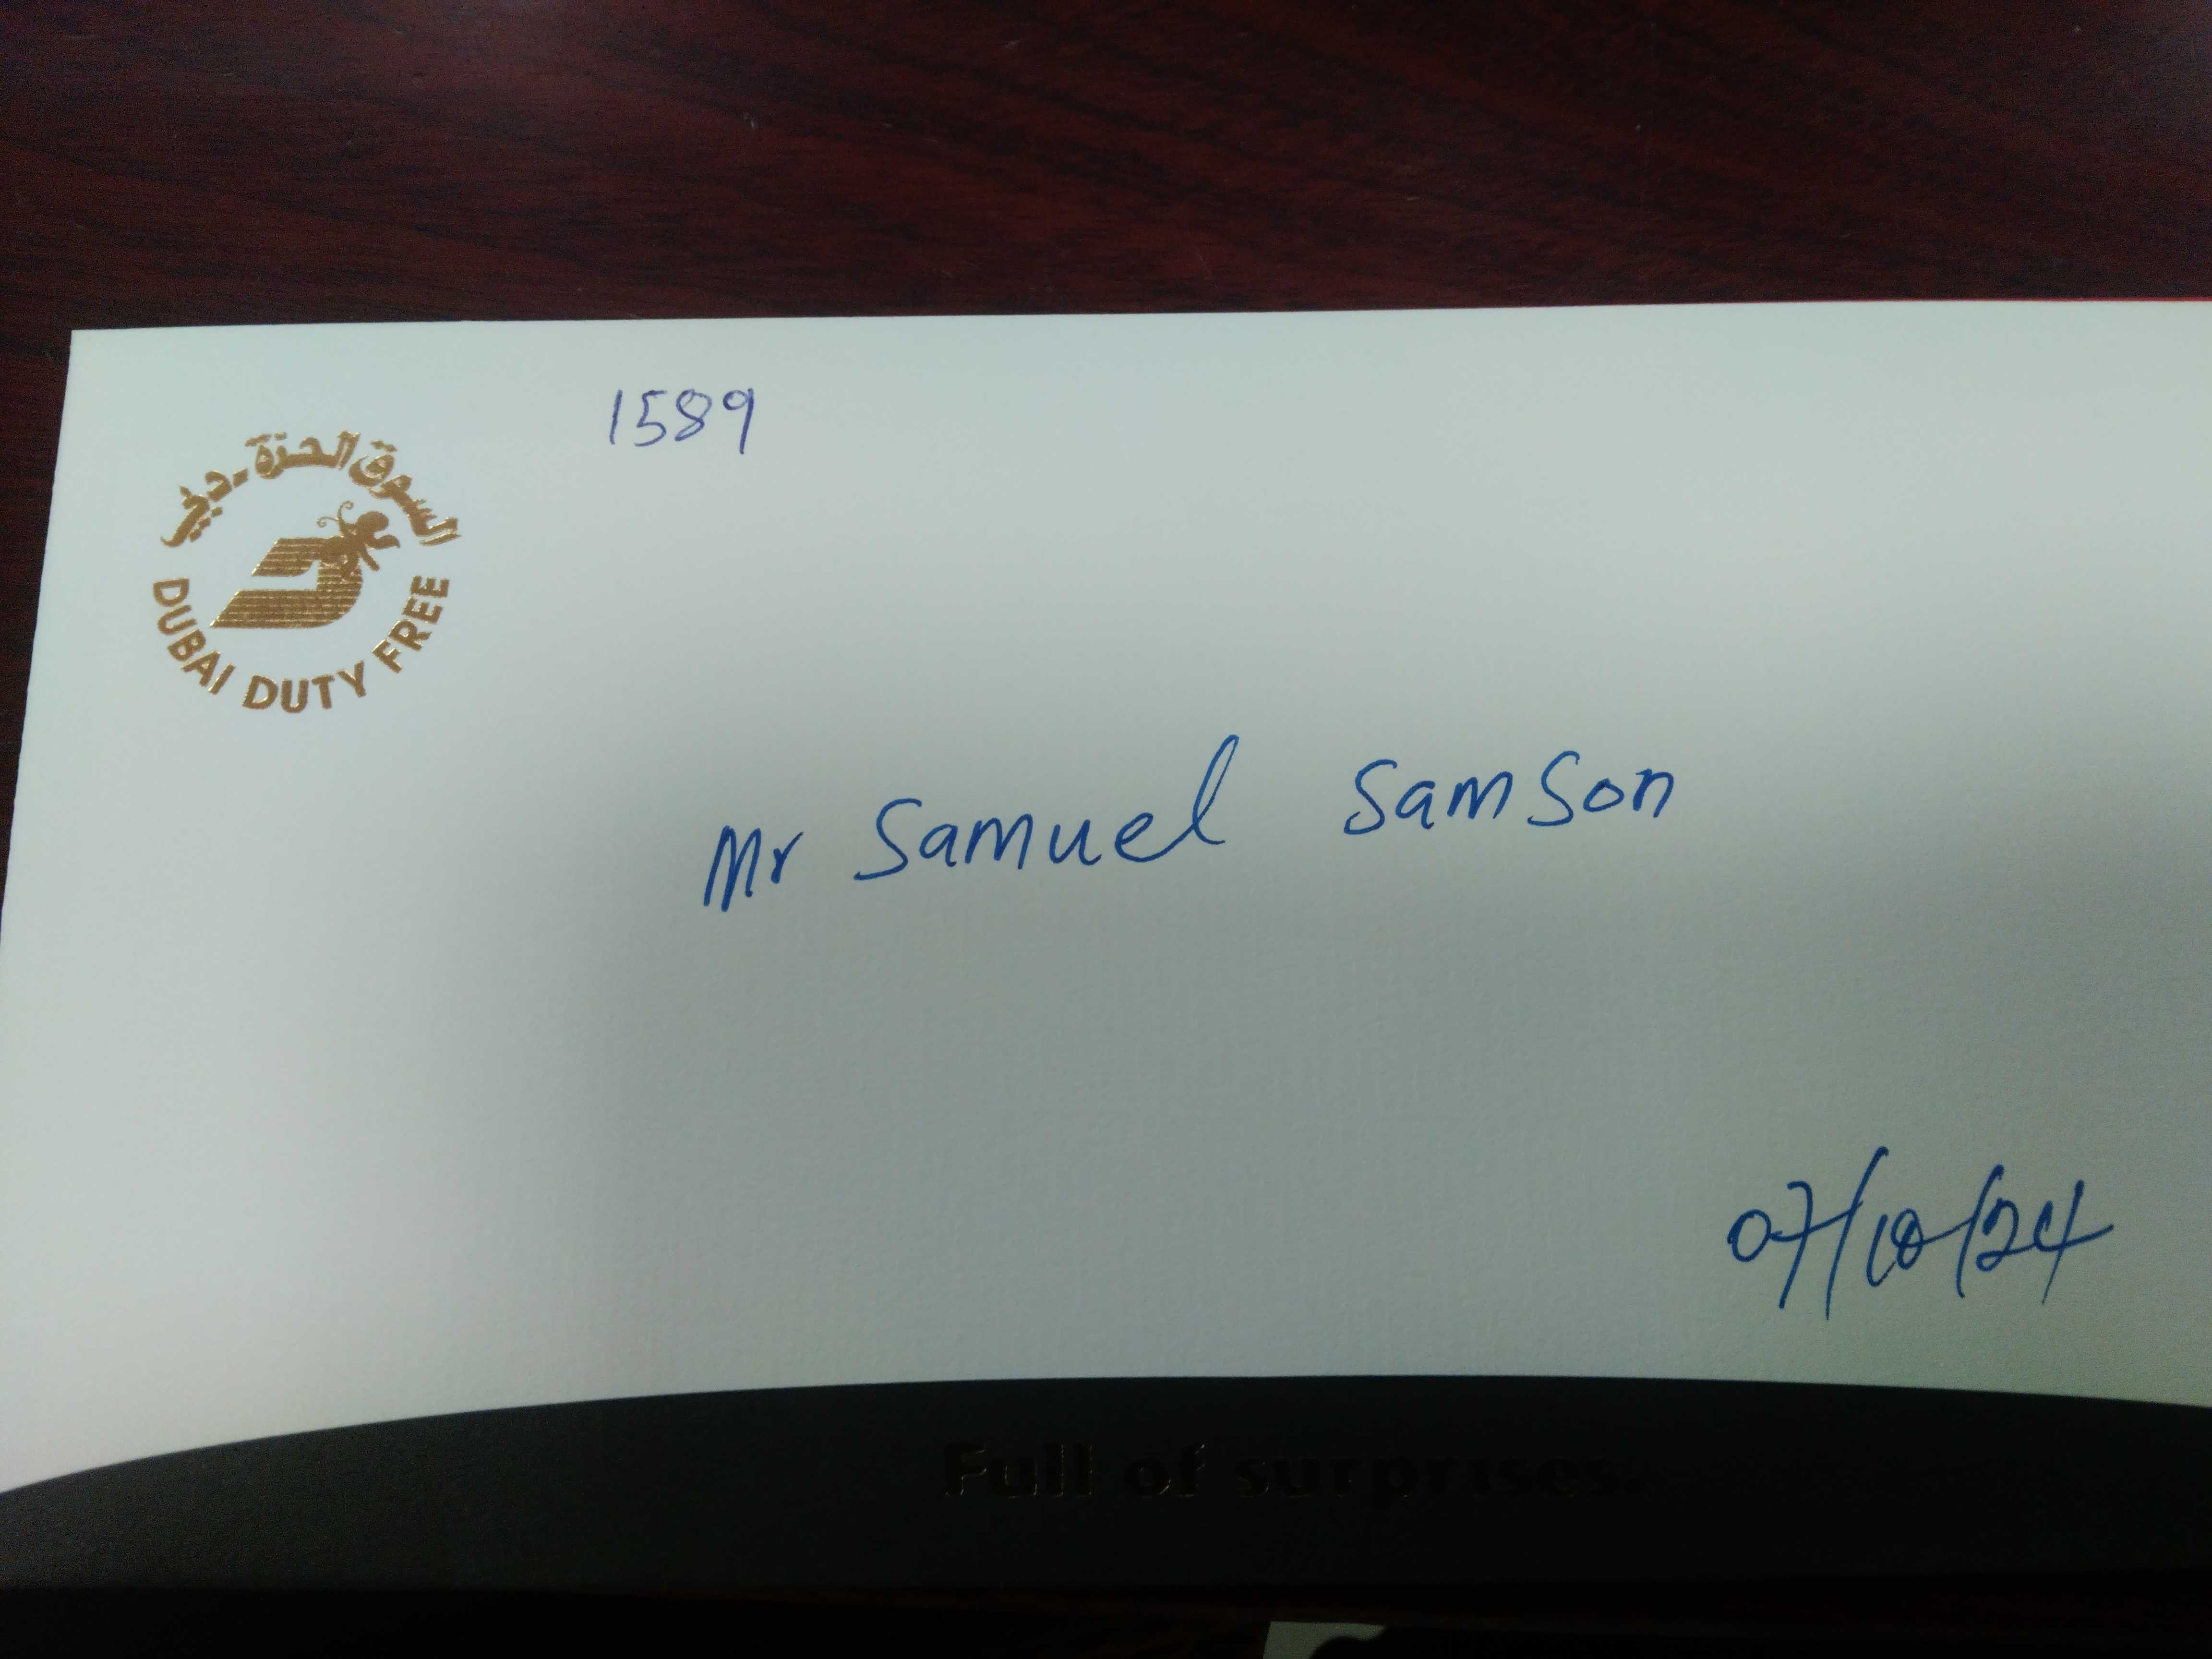 1589
السوق الحرة - دبي
DUBAI DUTY FREE
Mr Samuel Samson
07/10/24
Full of surprises.